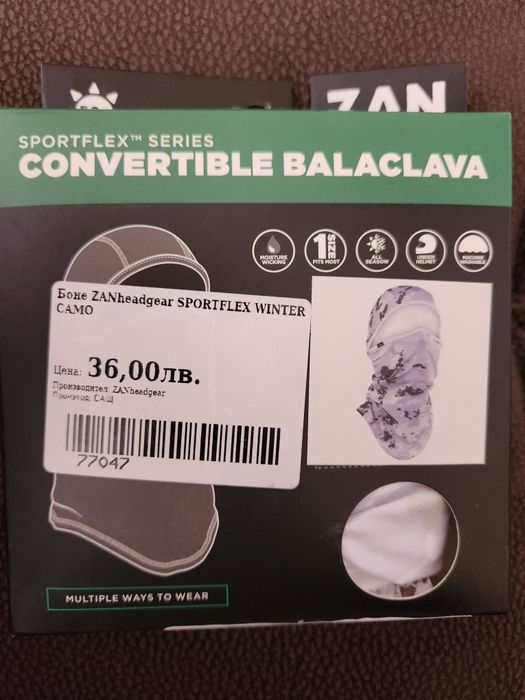 ZAN
SPORTFLEX™ SERIES
CONVERTIBLE BALACLAVA
MOISTURE WICKING
1 SIZE FITS MOST
ALL SEASON
UNDER HELMET
MACHINE WASHABLE
Боне ZANheadgear SPORTFLEX WINTER
CAMO
Цена: 36,00лв.
Производител: ZANheadgear
Произход: САЩ
77047
MULTIPLE WAYS TO WEAR